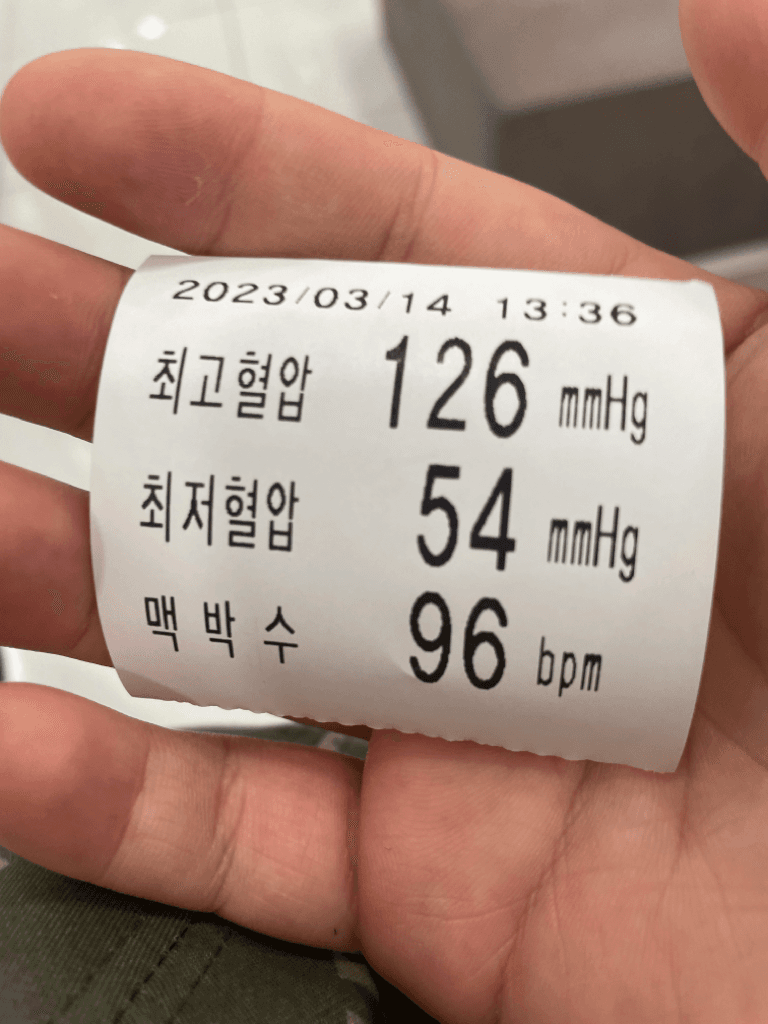 2023/03/14 13:36
최고혈압 126 mmHg
최저혈압 54 mmHg
맥 박 수 96 bpm